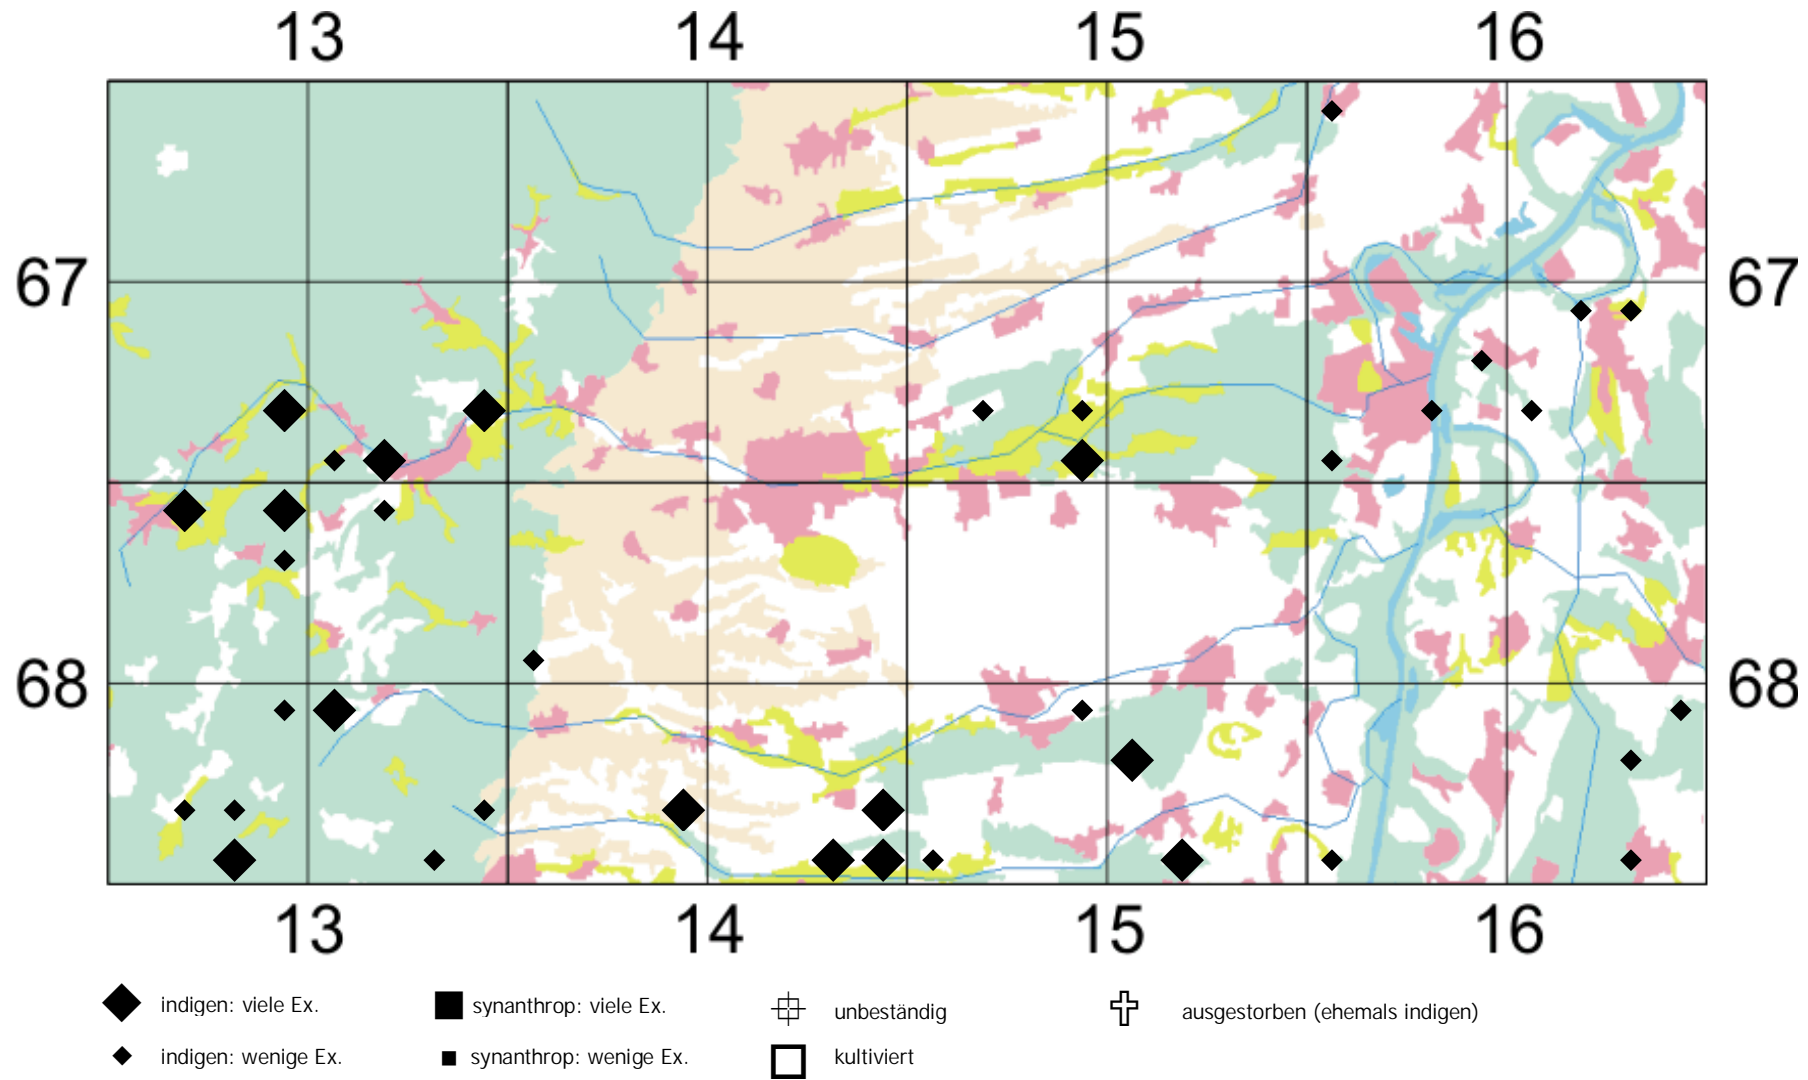 13 14 15 16
67 67
68 68
13 14 15 16
indigen: viele Ex. synanthrop: viele Ex. unbeständig ausgestorben (ehemals indigen)
indigen: wenige Ex. synanthrop: wenige Ex. kultiviert